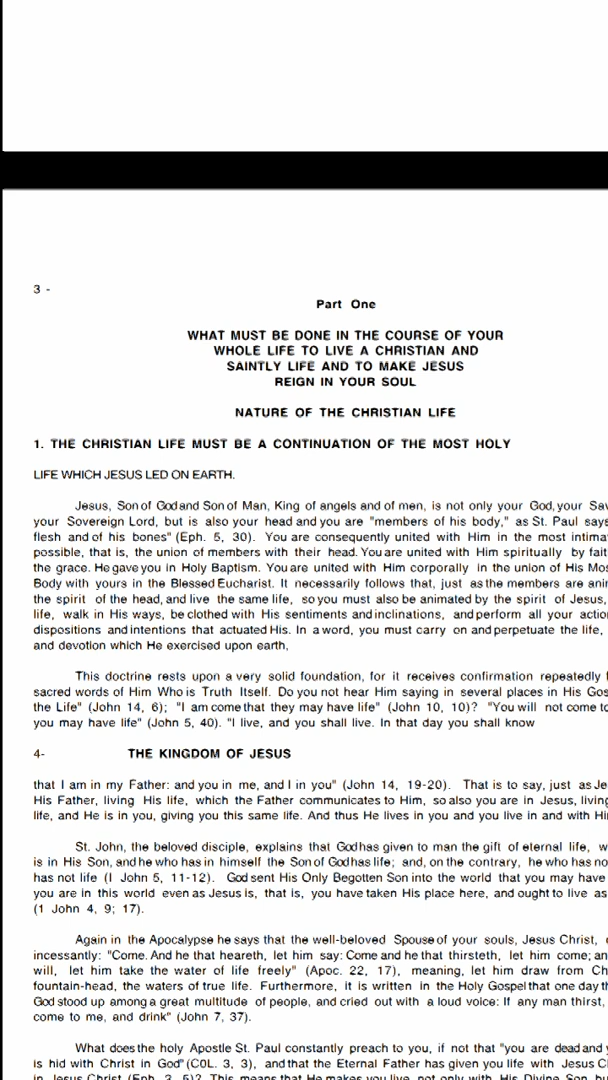 3 -
Part One
WHAT MUST BE DONE IN THE COURSE OF YOUR
WHOLE LIFE TO LIVE A CHRISTIAN AND
SAINTLY LIFE AND TO MAKE JESUS
REIGN IN YOUR SOUL
NATURE OF THE CHRISTIAN LIFE
1. THE CHRISTIAN LIFE MUST BE A CONTINUATION OF THE MOST HOLY
LIFE WHICH JESUS LED ON EARTH.
Jesus, Son of God and Son of Man, King of angels and of men, is not only your God, your
your Sovereign Lord, but is also your head and you are "members of his body," as St. Paul says
flesh and of his bones" (Eph. 5, 30). You are consequently united with Him in the most
possible, that is, the union of members with their head. You are united with Him spiritually by
the grace. He gave you in Holy Baptism. You are united with Him corporally in the union of His
Body with yours in the Blessed Eucharist. It necessarily follows that, just as the members are
the spirit of the head, and live the same life, so you must also be animated by the spirit of Jesus,
life, walk in His ways, be clothed with His sentiments and inclinations, and perform all your
dispositions and intentions that actuated His. In a word, you must carry on and perpetuate the life,
and devotion which He exercised upon earth,
This doctrine rests upon a very solid foundation, for it receives confirmation repeatedly
sacred words of Him Who is Truth Itself. Do you not hear Him saying in several places in His
the Life" (John 14, 6); "I am come that they may have life" (John 10, 10)? "You will not come
you may have life" (John 5, 40). "I live, and you shall live. In that day you shall know
4- THE KINGDOM OF JESUS
that I am in my Father: and you in me, and I in you" (John 14, 19-20). That is to say, just as
His Father, living His life, which the Father communicates to Him, so also you are in Jesus,
life, and He is in you, giving you this same life. And thus He lives in you and you live in and with
St. John, the beloved disciple, explains that God has given to man the gift of eternal life,
is in His Son, and he who has in himself the Son of God has life; and, on the contrary, he who has
has not life (I John 5, 11-12). God sent His Only Begotten Son into the world that you may have
you are in this world even as Jesus is, that is, you have taken His place here, and ought to live as
(1 John 4, 9; 17).
Again in the Apocalypse he says that the well-beloved Spouse of your souls, Jesus Christ,
incessantly: "Come. And he that heareth, let him say: Come and he that thirsteth, let him come;
will, let him take the water of life freely" (Apoc. 22, 17), meaning, let him draw from
fountain-head, the waters of true life. Furthermore, it is written in the Holy Gospel that one day
God stood up among a great multitude of people, and cried out with a loud voice: If any man thirst,
come to me, and drink" (John 7, 37).
What does the holy Apostle St. Paul constantly preach to you, if not that "you are dead and
is hid with Christ in God" (COL. 3, 3), and that the Eternal Father has given you life with Jesus
in Jesus Christ (Eph. 3, 5)? This means that He makes you live, not only with His Divine Son,